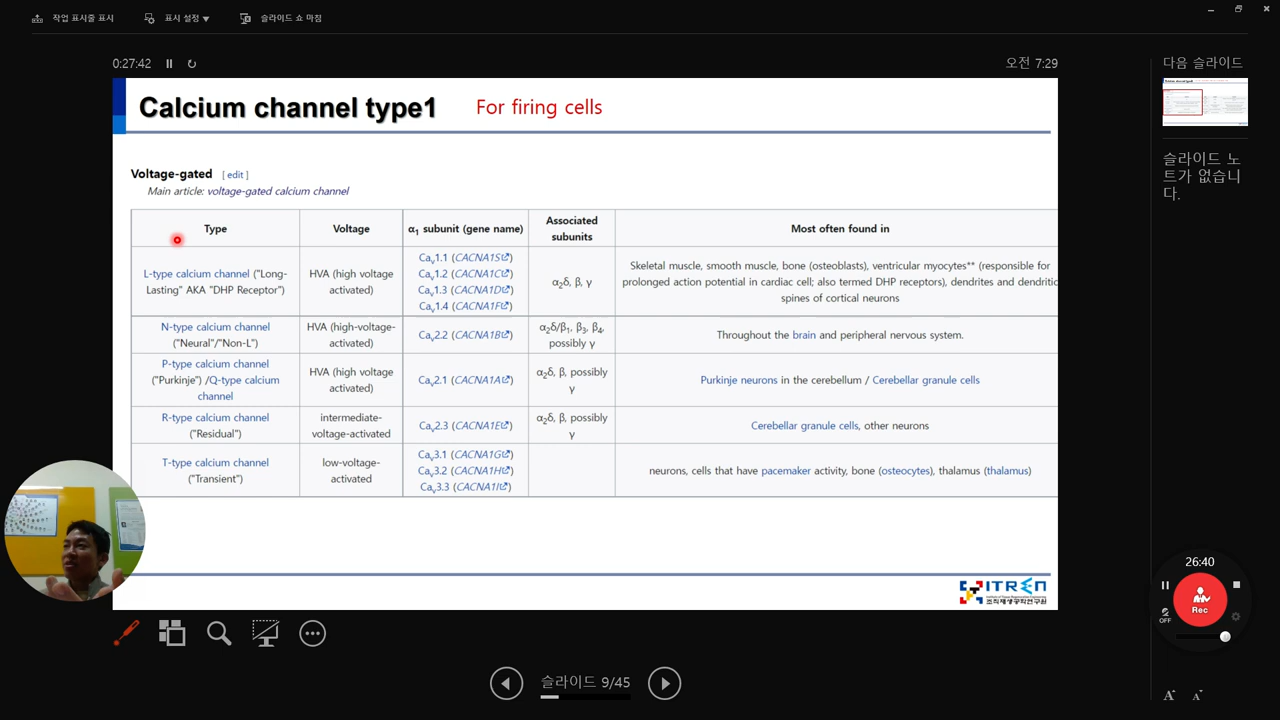 작업 표시줄 표시
표시 설정 ▼
슬라이드 쇼 마침
0:27:42
오전 7:29
다음 슬라이드
Calcium channel type1
For firing cells
Voltage-gated [ edit ]
Main article: voltage-gated calcium channel
Type
Voltage
α1 subunit (gene name)
Associated
subunits
Most often found in
L-type calcium channel ("Long-
Lasting" AKA "DHP Receptor")
HVA (high voltage
activated)
Cav1.1 (CACNA1S)
Cav1.2 (CACNA1C)
Cav1.3 (CACNA1D)
Cav1.4 (CACNA1F)
α2δ, β, γ
Skeletal muscle, smooth muscle, bone (osteoblasts), ventricular myocytes** (responsible for
prolonged action potential in cardiac cell; also termed DHP receptors), dendrites and dendritic
spines of cortical neurons
N-type calcium channel
("Neural"/"Non-L")
HVA (high-voltage-
activated)
Cav2.2 (CACNA1B)
α2δ/β1, β3, β4,
possibly γ
Throughout the brain and peripheral nervous system.
P-type calcium channel
("Purkinje") /Q-type calcium
channel
HVA (high voltage
activated)
Cav2.1 (CACNA1A)
α2δ, β, possibly
γ
Purkinje neurons in the cerebellum / Cerebellar granule cells
R-type calcium channel
("Residual")
intermediate-
voltage-activated
Cav2.3 (CACNA1E)
α2δ, β, possibly
γ
Cerebellar granule cells, other neurons
T-type calcium channel
("Transient")
low-voltage-
activated
Cav3.1 (CACNA1G)
Cav3.2 (CACNA1H)
Cav3.3 (CACNA1I)
neurons, cells that have pacemaker activity, bone (osteocytes), thalamus (thalamus)
ITREN
조직재생공학연구원
슬라이드 노
트가 없습니
다.
26:40
Rec
OFF
슬라이드 9/45
A
A